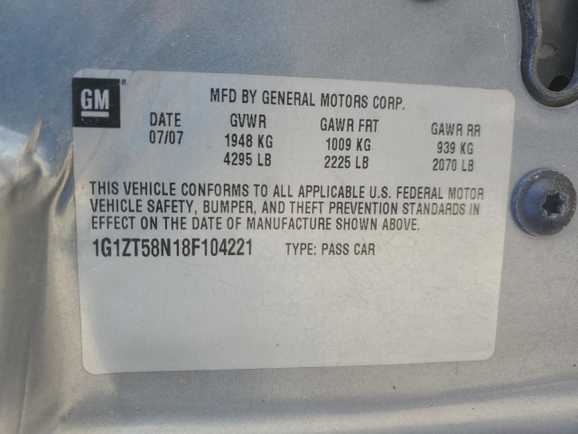 GM
MFD BY GENERAL MOTORS CORP.
DATE GVWR GAWR FRT GAWR RR
07/07 1948 KG 1009 KG 939 KG
4295 LB 2225 LB 2070 LB
THIS VEHICLE CONFORMS TO ALL APPLICABLE U.S. FEDERAL MOTOR
VEHICLE SAFETY, BUMPER, AND THEFT PREVENTION STANDARDS IN
EFFECT ON THE DATE OF MANUFACTURE SHOWN ABOVE.
1G1ZT58N18F104221 TYPE: PASS CAR